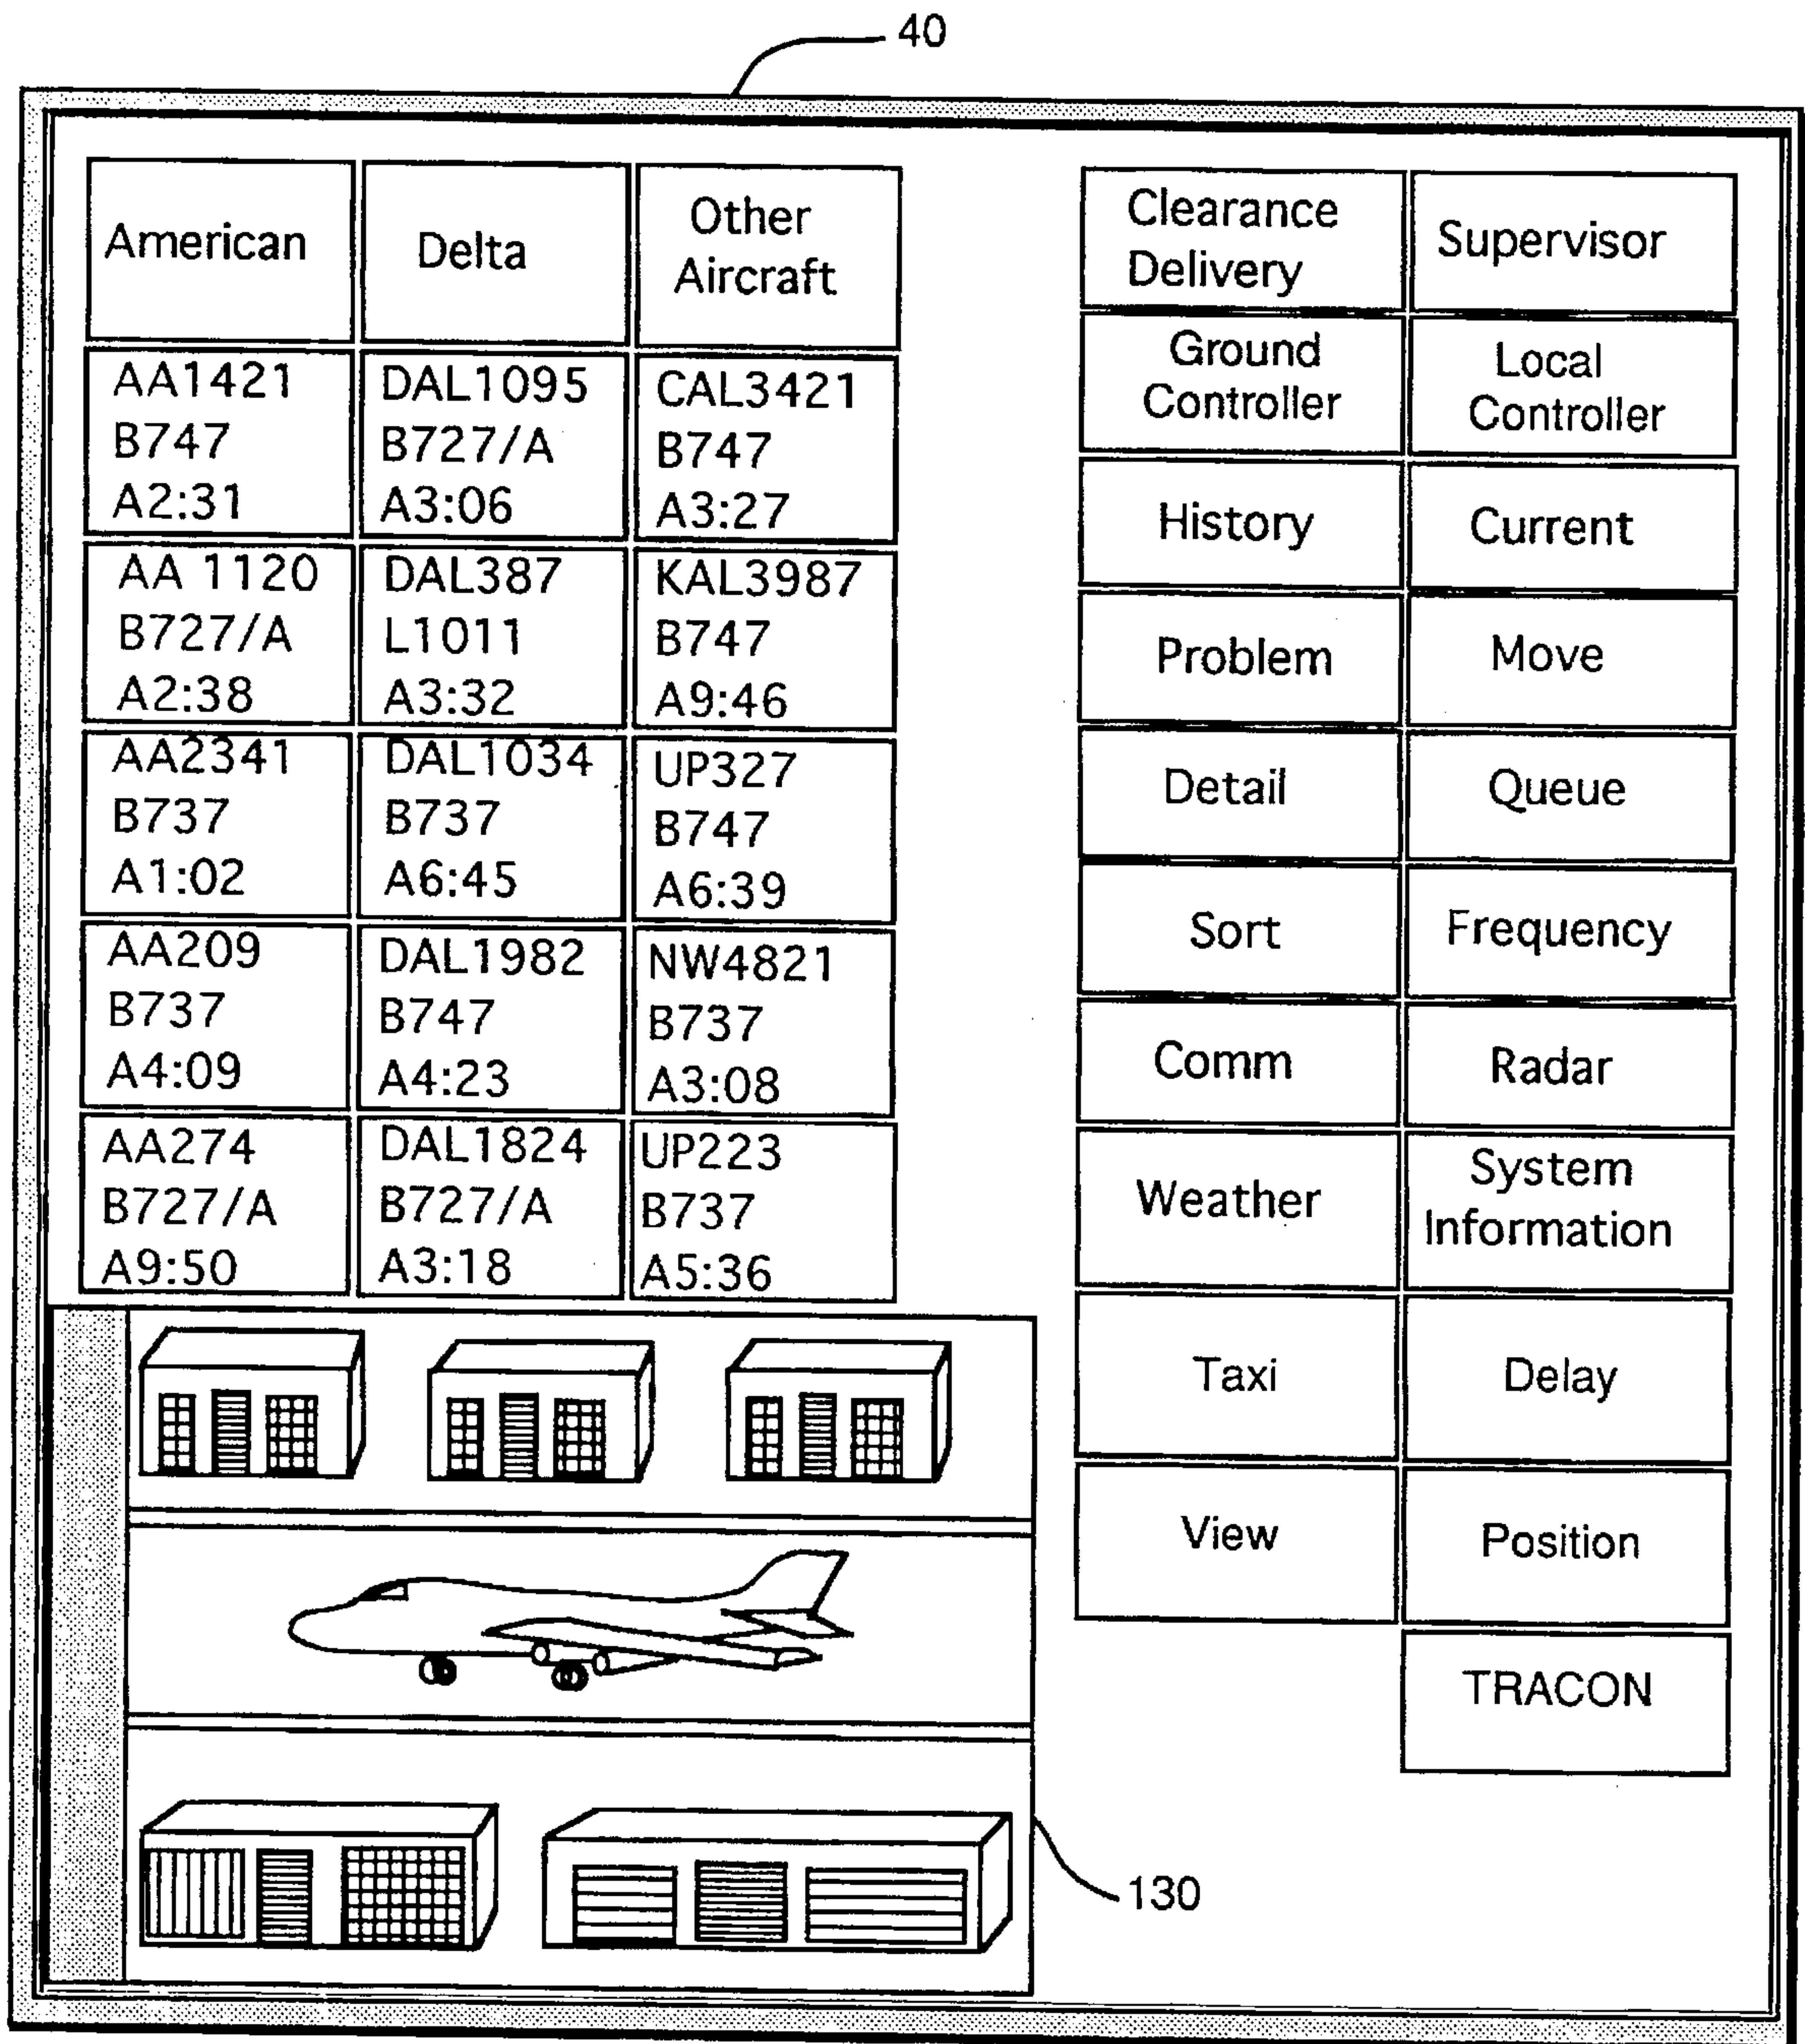 40
American
Delta
Other
Aircraft
AA1421
B747
A2:31
DAL1095
B727/A
A3:06
CAL3421
B747
A3:27
AA 1120
B727/A
A2:38
DAL387
L1011
A3:32
KAL3987
B747
A9:46
AA2341
B737
A1:02
DAL1034
B737
A6:45
UP327
B747
A6:39
AA209
B737
A4:09
DAL1982
B747
A4:23
NW4821
B737
A3:08
AA274
B727/A
A9:50
DAL1824
B727/A
A3:18
UP223
B737
A5:36
Clearance
Delivery
Supervisor
Ground
Controller
Local
Controller
History
Current
Problem
Move
Detail
Queue
Sort
Frequency
Comm
Radar
Weather
System
Information
Taxi
Delay
View
Position
TRACON
130